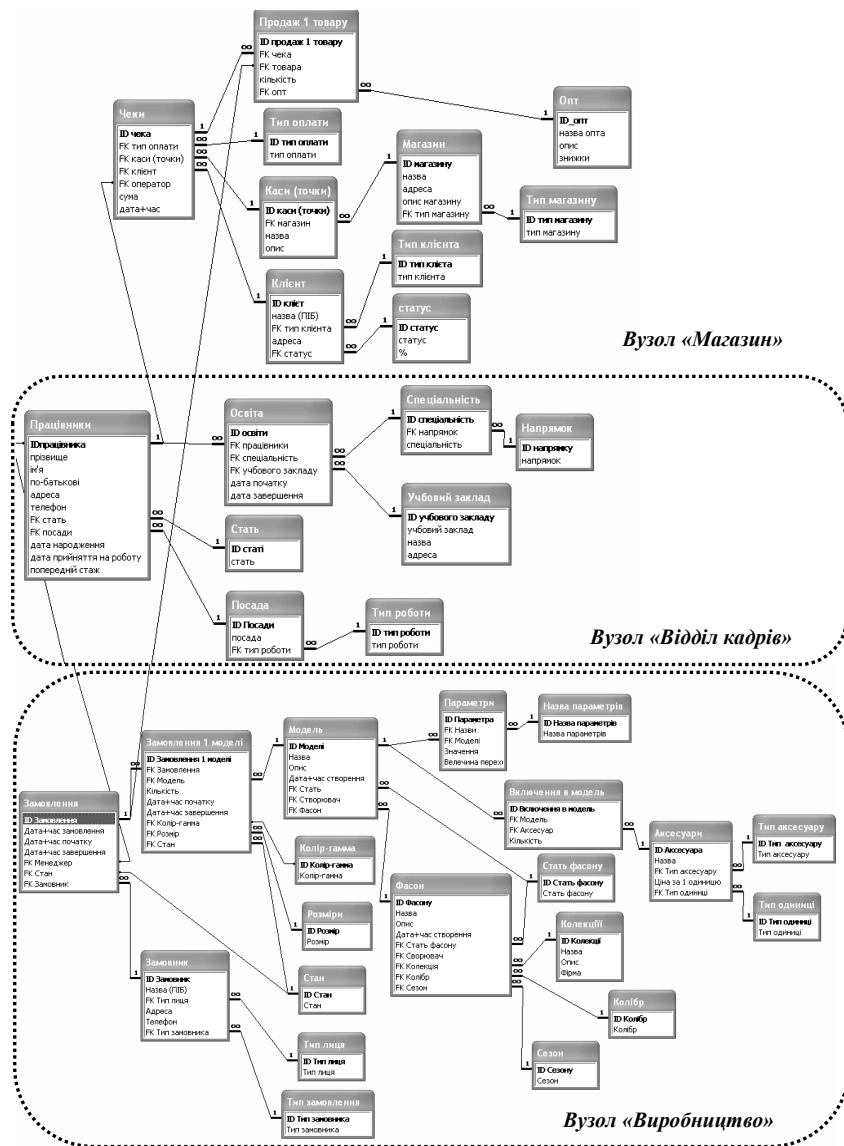 Продаж 1 товару
ID продаж 1 товару
FK чека
FK товара
кількість
FK опт
Опт
ID_опт
назва опта
опис
знижки
Чеки
ID чека
FK тип оплати
FK каси (точки)
FK клієнт
FK оператор
сума
дата+час
Тип оплати
ID тип оплати
тип оплати
Магазин
ID магазину
назва
адреса
опис магазину
FK тип магазину
Каси (точки)
ID каси (точки)
FK магазин
назва
опис
Тип магазину
ID тип магазину
тип магазину
Тип клієнта
ID тип клієта
тип клієнта
Клієнт
ID клієт
назва (ПІБ)
FK тип клієнта
адреса
FK статус
статус
ID статус
статус
%
Вузол «Магазин»
Працівники
IDпрацівника
прізвище
ім'я
по-батькові
адреса
телефон
FK стать
FK посади
дата народження
дата прийняття на роботу
попередній стаж
Освіта
ID освіти
FK працівники
FK спеціальність
FK учбового закладу
дата початку
дата завершення
Спеціальність
ID спеціальність
FK напрямок
спеціальність
Напрямок
ID напрямку
напрямок
Учбовий заклад
ID учбового закладу
учбовий заклад
назва
адреса
Стать
ID статі
стать
Посада
ID Посади
посада
FK тип роботи
Тип роботи
ID тип роботи
тип роботи
Вузол «Відділ кадрів»
Замовлення
ID Замовлення
Дата+час замовлення
Дата+час початку
Дата+час завершення
FK Менеджер
FK Стан
FK Замовник
Замовлення 1 моделі
ID Замовлення 1 моделі
FK Замовлення
FK Модель
Кількість
Дата+час початку
Дата+час завершення
FK Колір-гамма
FK Розмір
FK Стан
Модель
ID Моделі
Назва
Опис
Дата+час створення
FK Стать
FK Створювач
FK Фасон
Параметри
ID Параметра
FK Назви
FK Моделі
Значення
Велечина перех
Назва параметрів
ID Назва параметрів
Назва параметрів
Включення в модель
ID Включення в модель
FK Модель
FK Аксесуар
Кількість
Аксесуари
ID Аксесуара
Назва
FK Тип аксесуару
Ціна за 1 одиницю
FK Тип одиниці
Тип аксесуару
ID Тип аксесуару
Тип аксесуару
Тип одиниці
ID Тип одиниці
Тип одиниці
Колір-гамма
ID Колір-гамма
Колір-гамма
Розміри
ID Розмір
Розмір
Стан
ID Стан
Стан
Фасон
ID Фасону
Назва
Опис
Дата+час створення
FK Стать фасону
FK Сворювач
FK Колекція
FK Колібр
FK Сезон
Стать фасону
ID Стать фасону
Стать фасону
Колекціїї
ID Колекції
Назва
Опис
Фірма
Колібр
ID Колібр
Колібр
Сезон
ID Сезону
Сезон
Замовник
ID Замовник
Назва (ПІБ)
FK Тип лиця
Адреса
Телефон
FK Тип замовника
Тип лиця
ID Тип лиця
Тип лиця
Тип замовлення
ID Тип замовника
Тип замовника
Вузол «Виробництво»